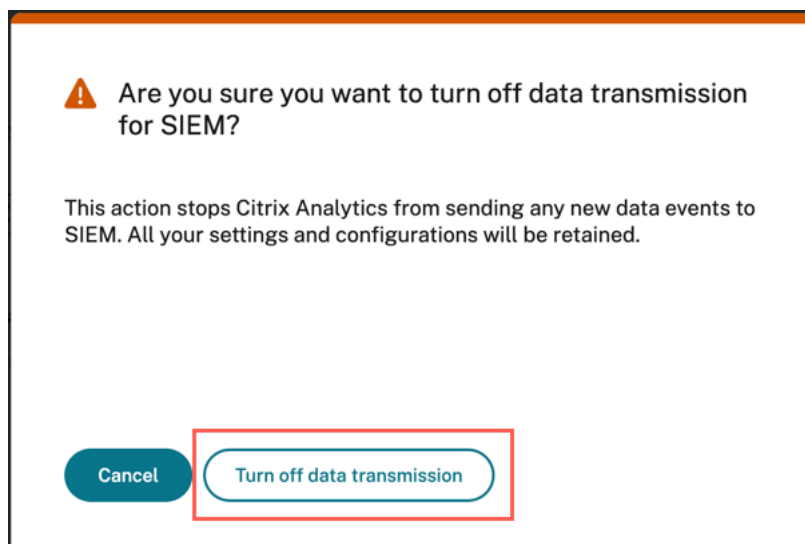 Are you sure you want to turn off data transmission
for SIEM?
This action stops Citrix Analytics from sending any new data events to
SIEM. All your settings and configurations will be retained.
Cancel
Turn off data transmission